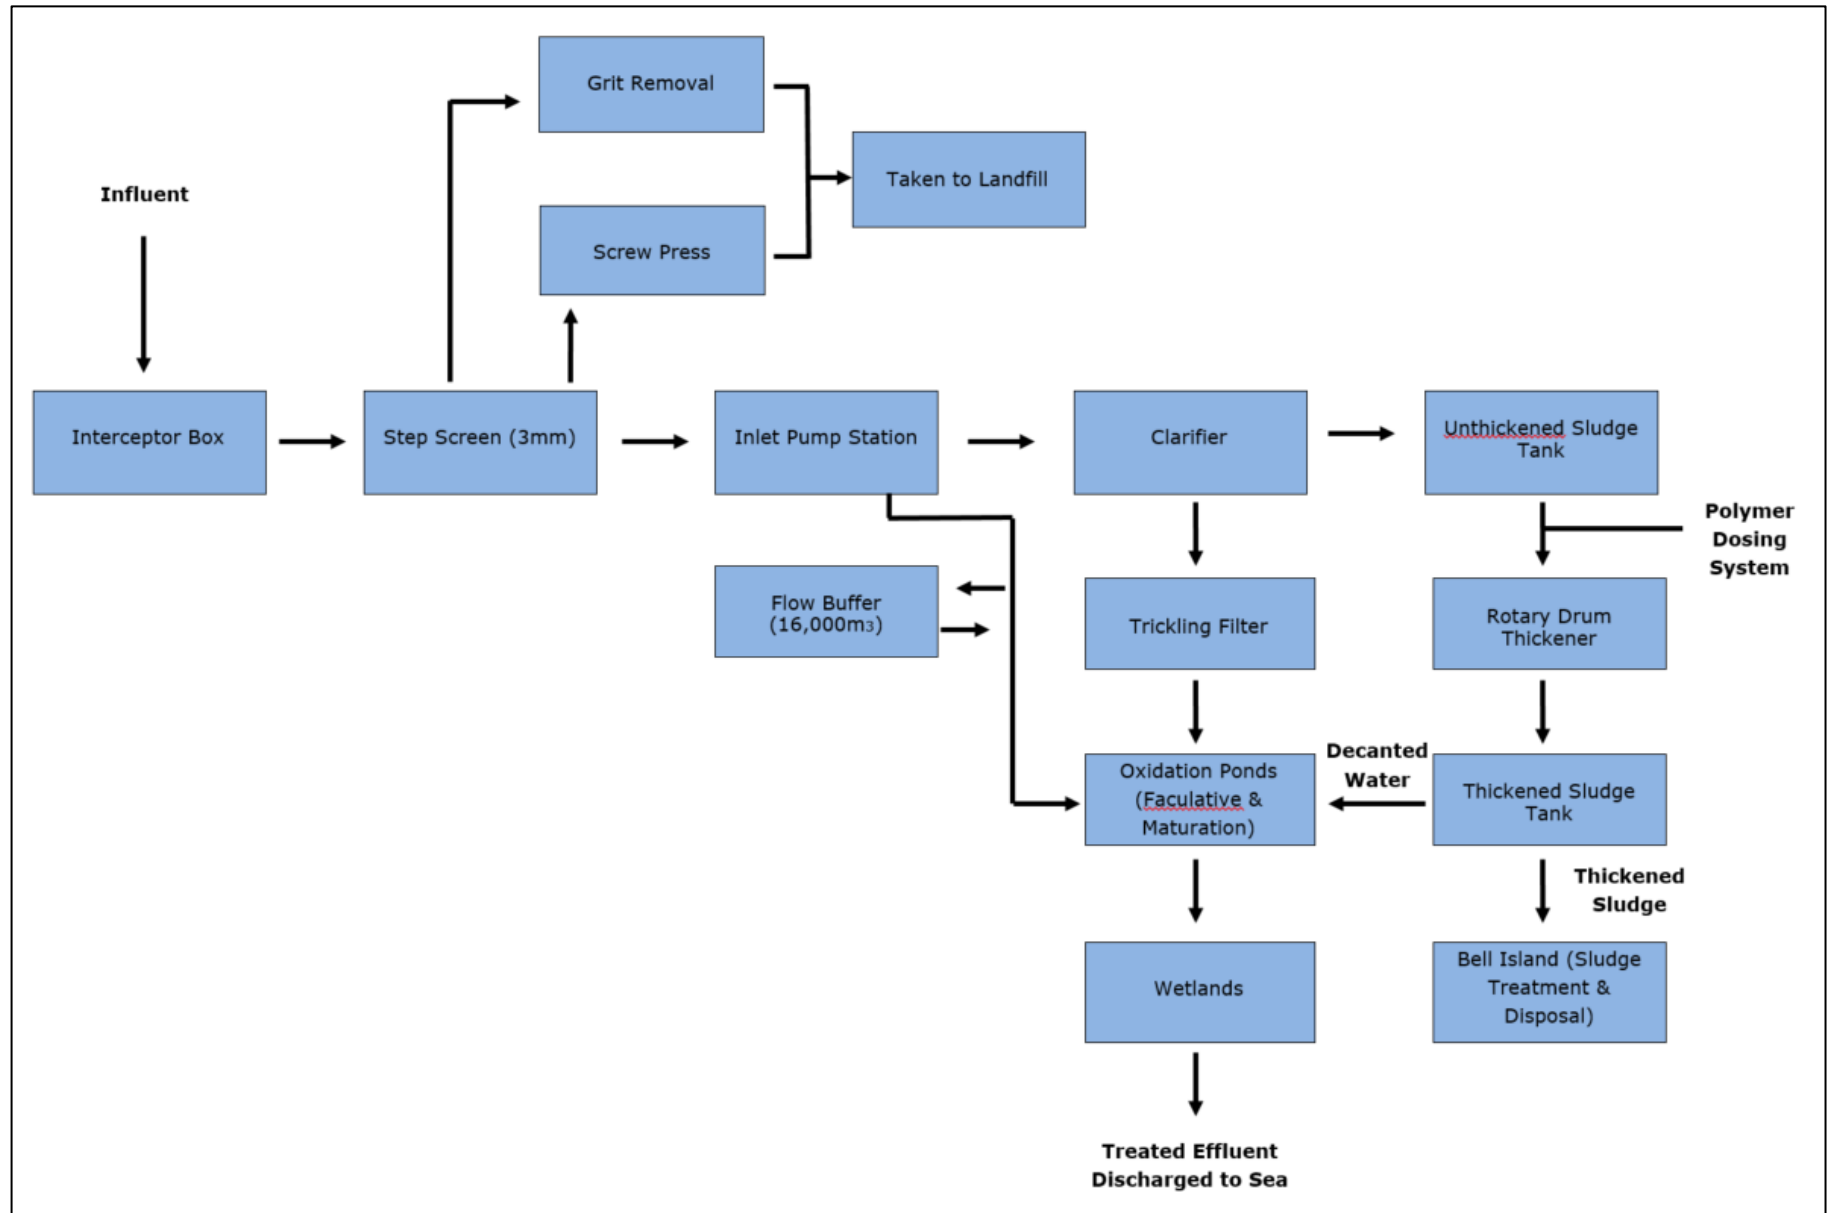 Grit Removal
Taken to Landfill
Influent
Screw Press
Interceptor Box
Step Screen (3mm)
Inlet Pump Station
Clarifier
Unthickened Sludge
Tank
Polymer
Dosing
System
Flow Buffer
(16,000m3)
Trickling Filter
Rotary Drum
Thickener
Decanted
Water
Oxidation Ponds
(Faculative &
Maturation)
Thickened Sludge
Tank
Thickened
Sludge
Wetlands
Bell Island (Sludge
Treatment &
Disposal)
Treated Effluent
Discharged to Sea